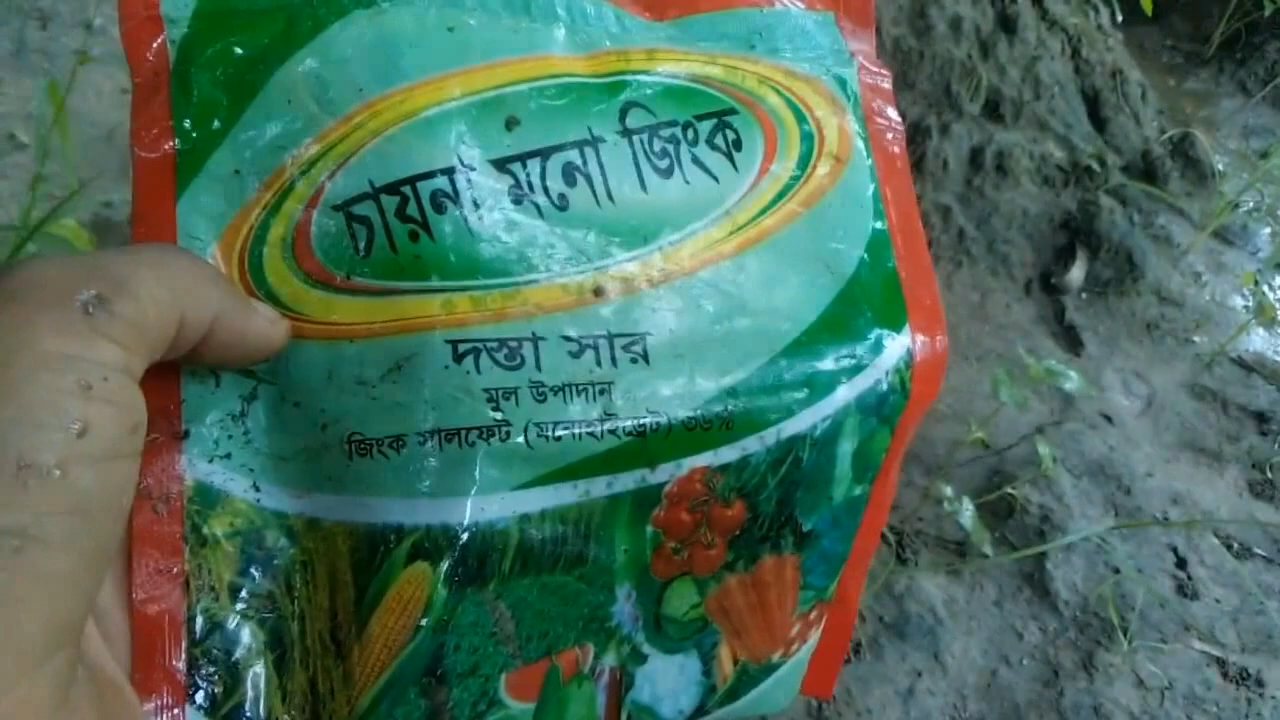 চায়না মনো জিংক
দস্তা সার
মূল উপাদান
জিংক সালফেট (মনোহাইড্রেট) ৩৬%